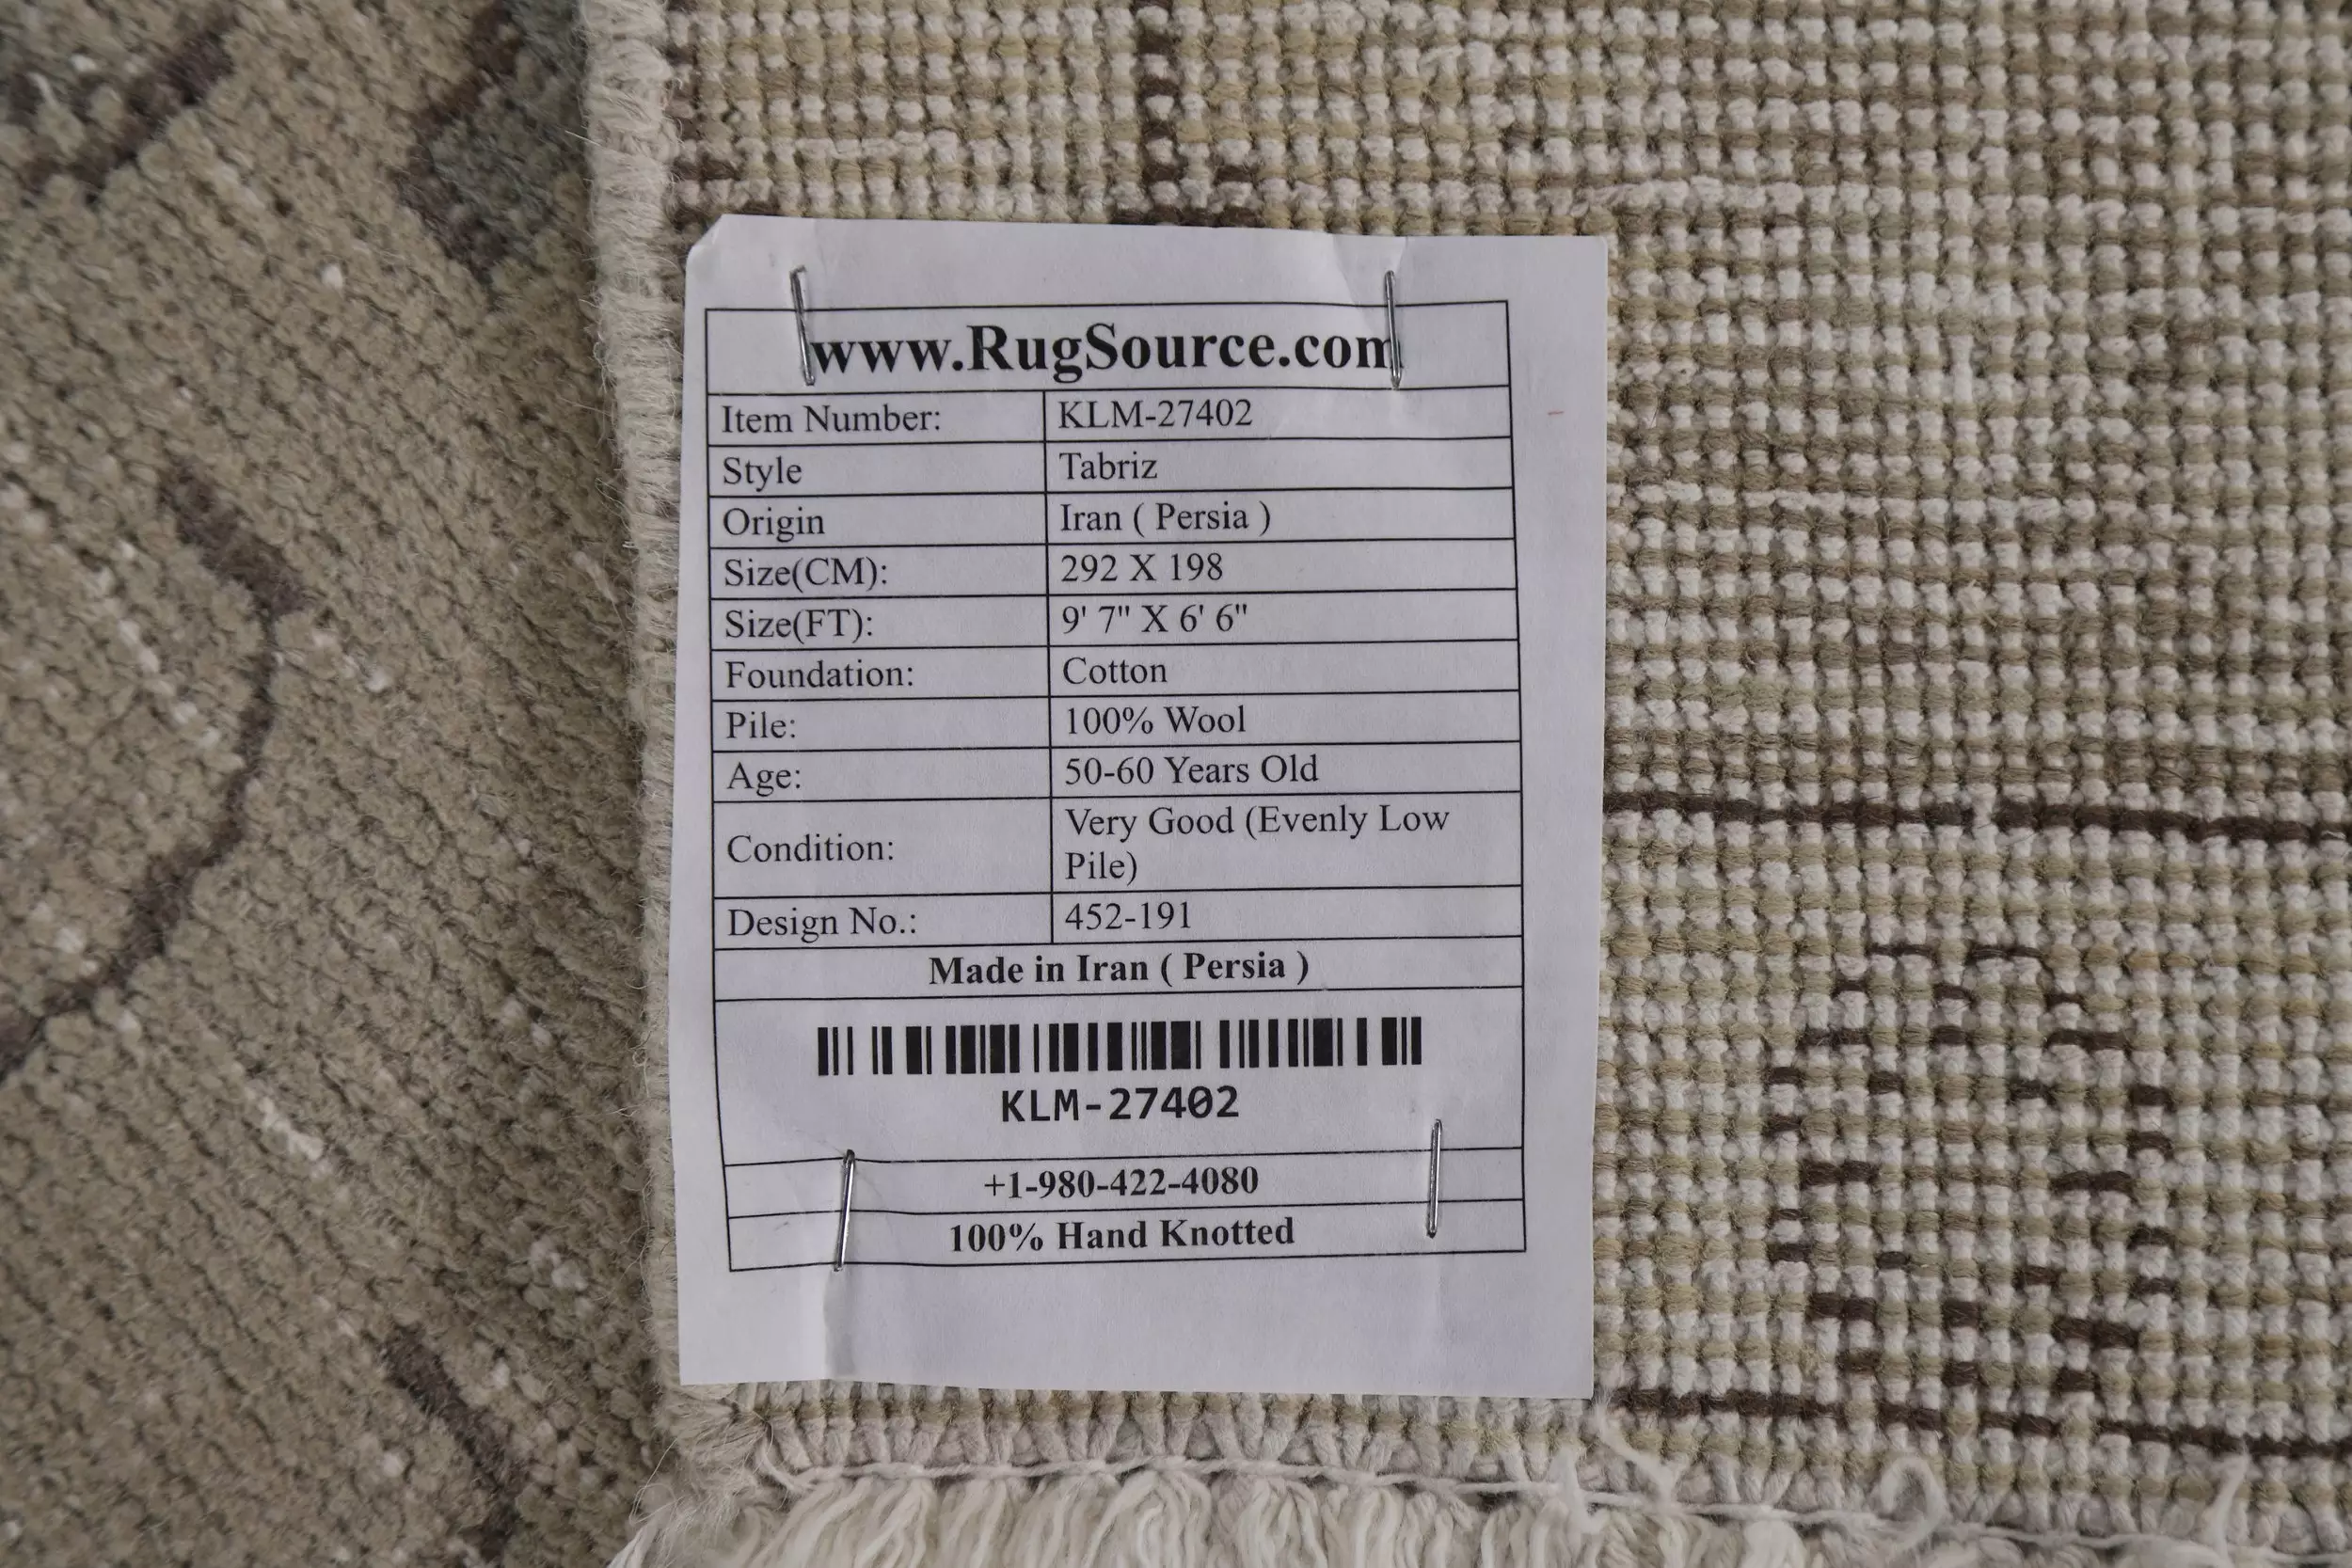 www.RugSource.com
Item Number: KLM-27402
Style Tabriz
Origin Iran ( Persia )
Size(CM): 292 X 198
Size(FT): 9' 7" X 6' 6"
Foundation: Cotton
Pile: 100% Wool
Age: 50-60 Years Old
Condition: Very Good (Evenly Low
Pile)
Design No.: 452-191
Made in Iran ( Persia )
KLM-27402
+1-980-422-4080
100% Hand Knotted